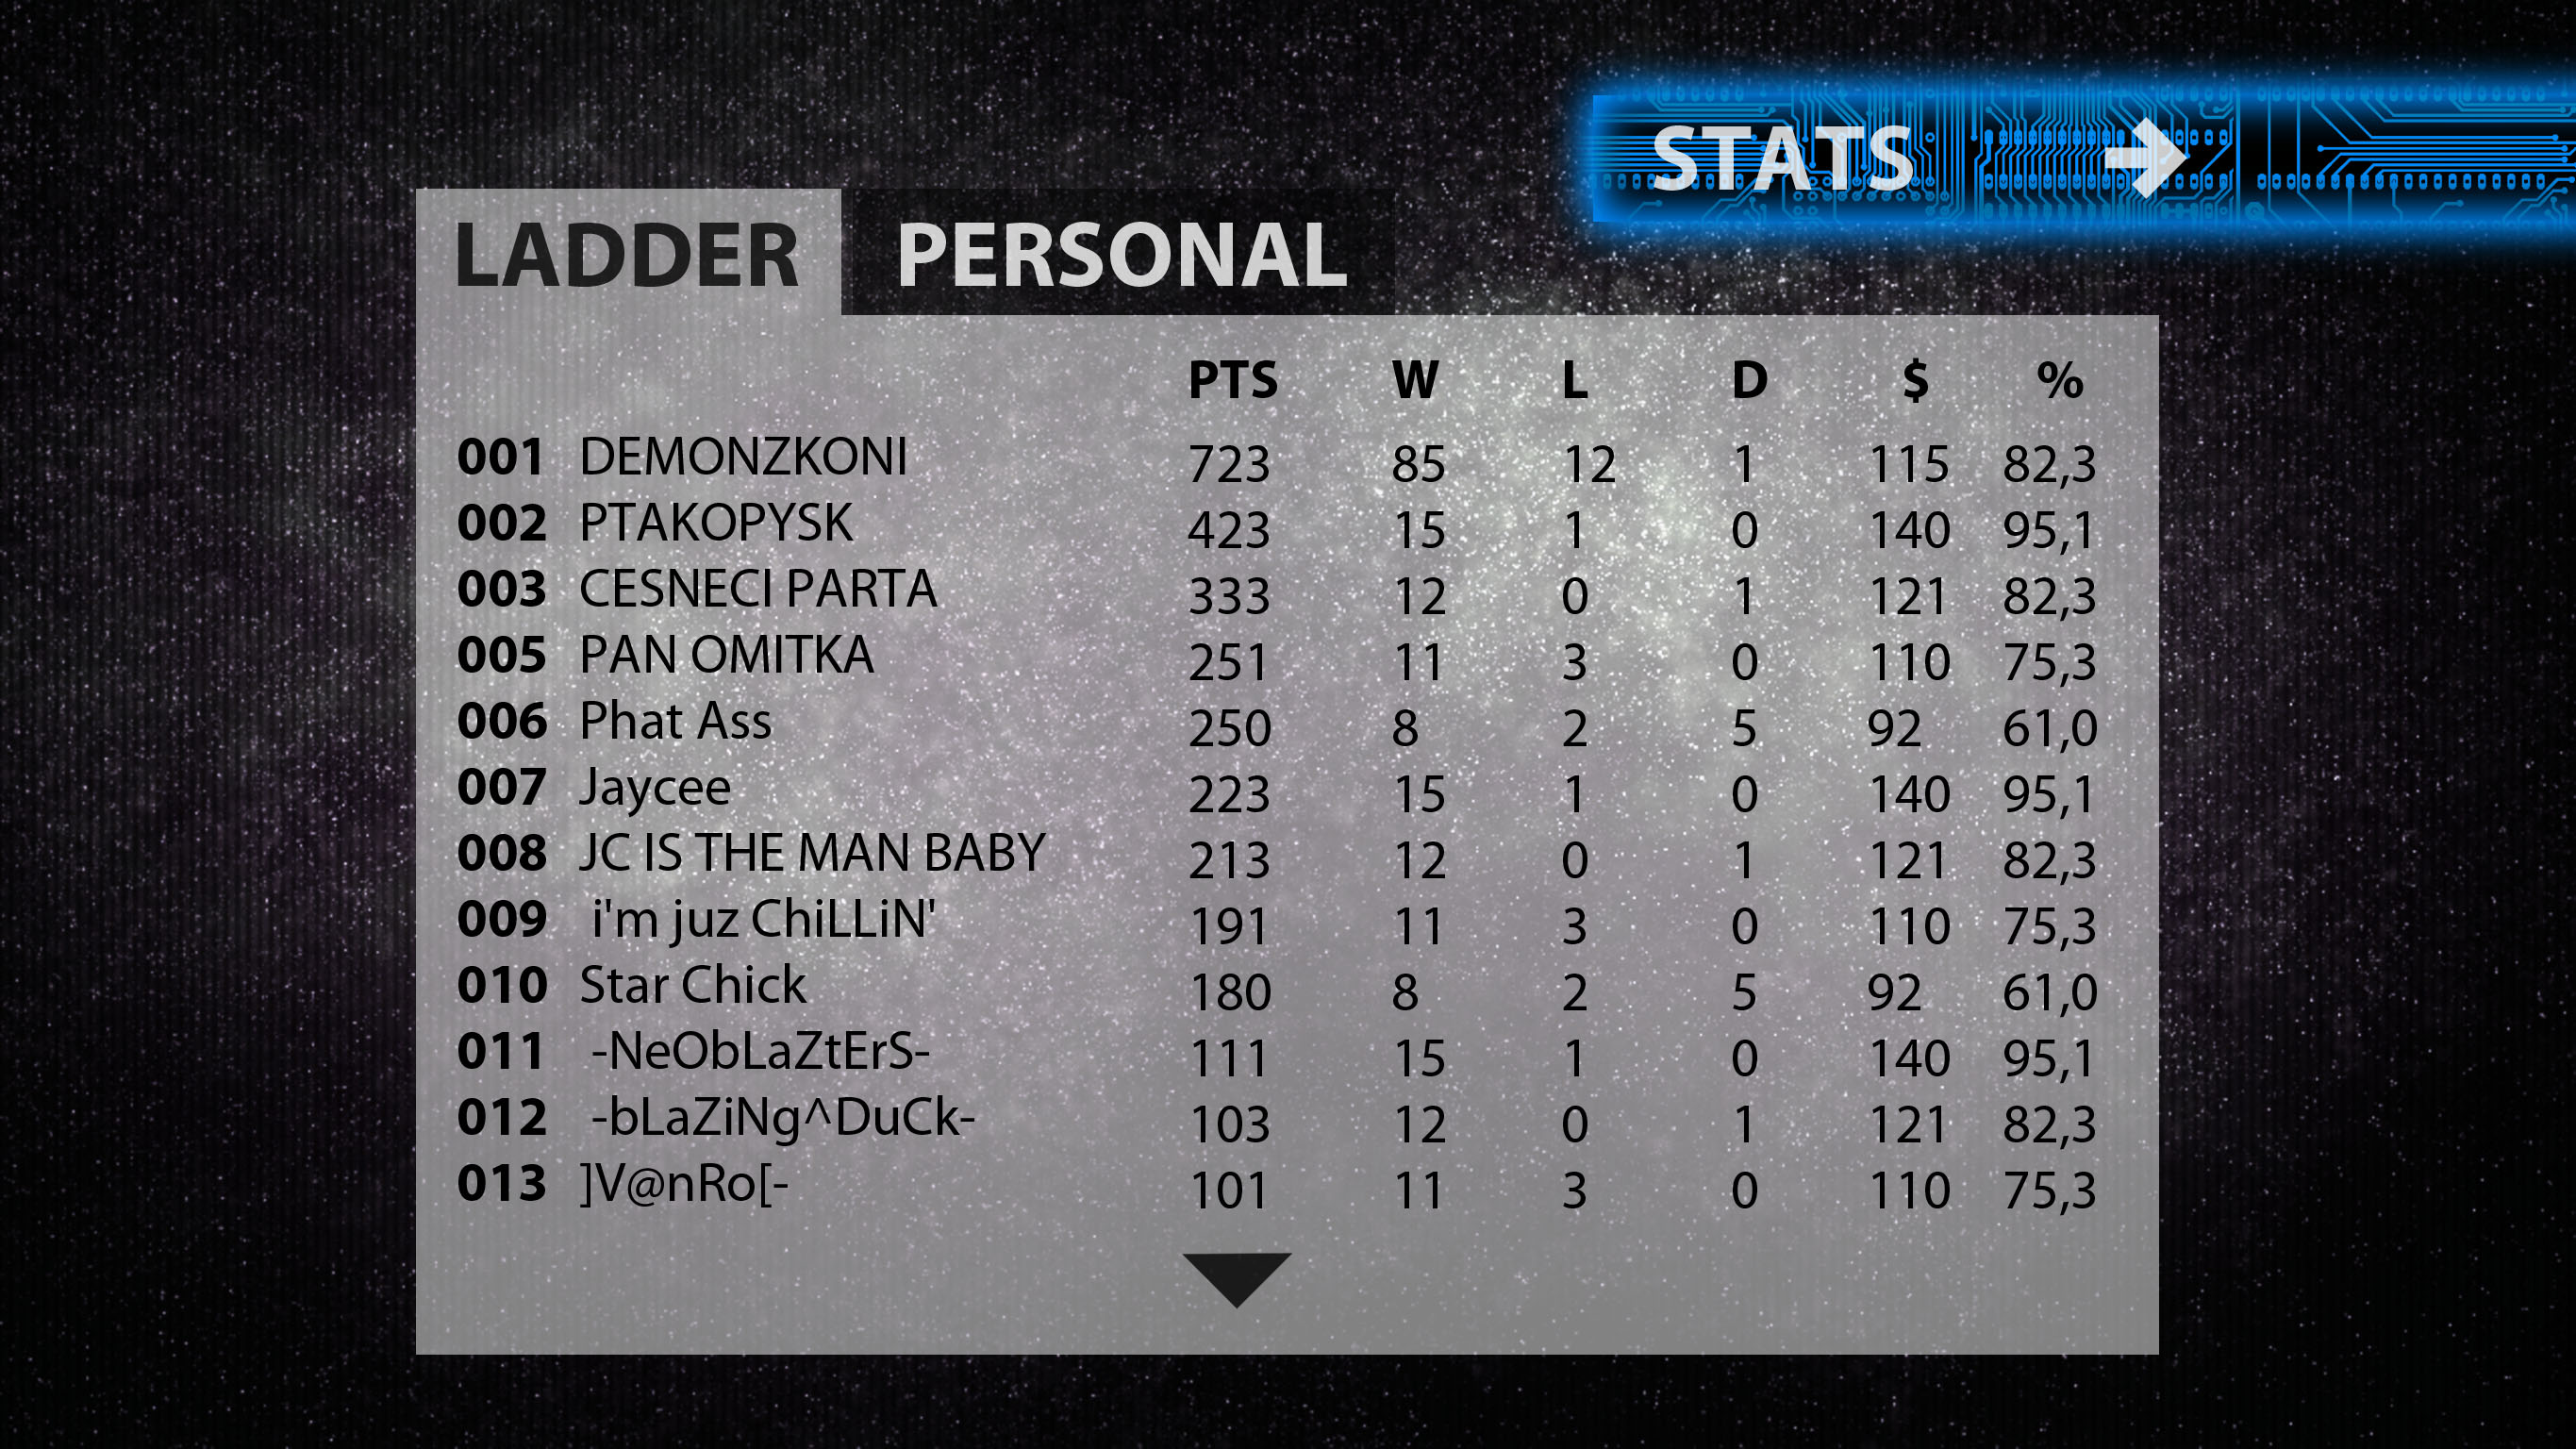 STATS
LADDER PERSONAL
PTS W L D $ %
001 DEMONZKONI 723 85 12 1 115 82,3
002 PTAKOPYSK 423 15 1 0 140 95,1
003 CESNECI PARTA 333 12 0 1 121 82,3
005 PAN OMITKA 251 11 3 0 110 75,3
006 Phat Ass 250 8 2 5 92 61,0
007 Jaycee 223 15 1 0 140 95,1
008 JC IS THE MAN BABY 213 12 0 1 121 82,3
009 i'm juz ChiLLiN' 191 11 3 0 110 75,3
010 Star Chick 180 8 2 5 92 61,0
011 -NeObLaZtErS- 111 15 1 0 140 95,1
012 -bLaZiNg^DuCk- 103 12 0 1 121 82,3
013 ]V@nRo[- 101 11 3 0 110 75,3